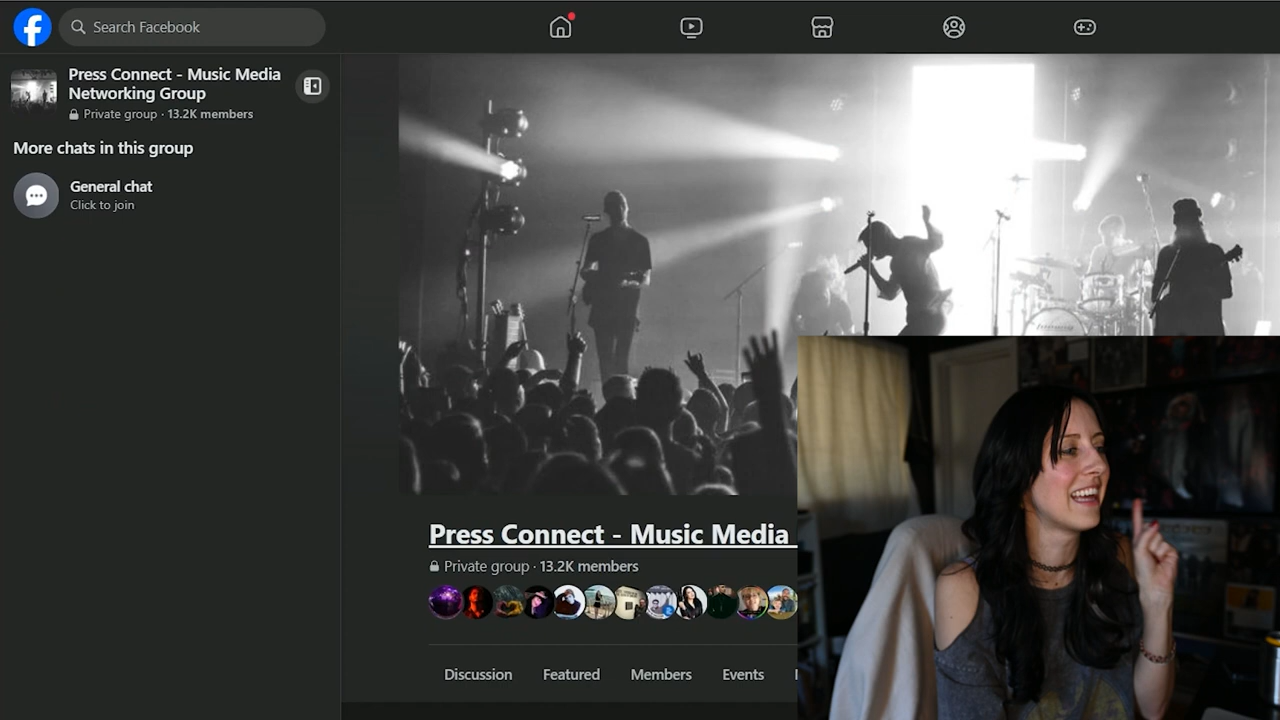 Search Facebook
Press Connect - Music Media
Networking Group
Private group · 13.2K members
More chats in this group
General chat
Click to join
Press Connect - Music Media
Private group · 13.2K members
Discussion
Featured
Members
Events